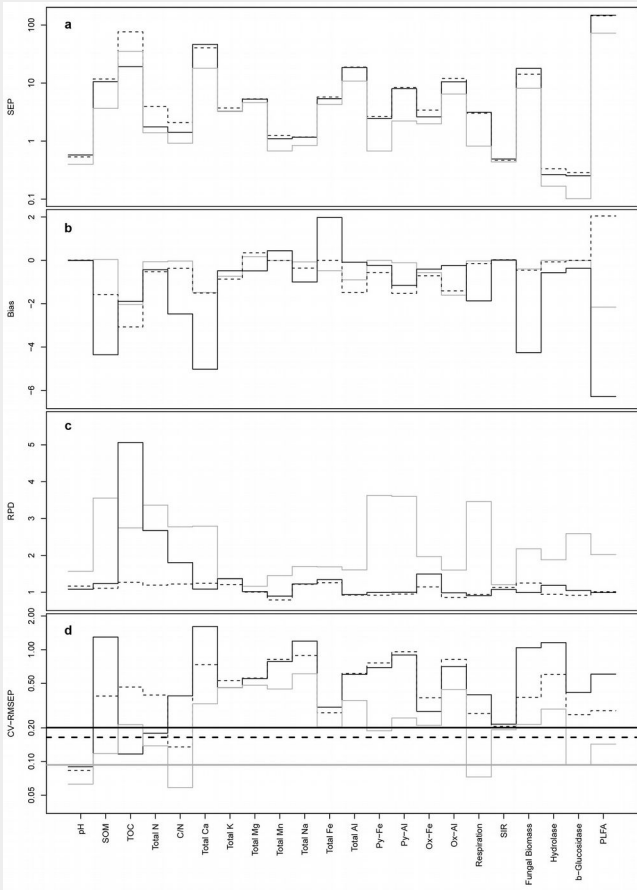 a
SEP
100
10
1
0.1
b
Bias
2
0
-2
-4
-6
c
RPD
5
4
3
2
1
d
CV-RMSEP
2.00
1.00
0.50
0.20
0.10
0.05
pH
SOM
TOC
Total N
C/N
Total Ca
Total K
Total Mg
Total Mn
Total Na
Total Fe
Total Al
Py-Fe
Py-Al
Ox-Fe
Ox-Al
Respiration
SIR
Fungal Biomass
Hydrolase
b-Glucosidase
PLFA